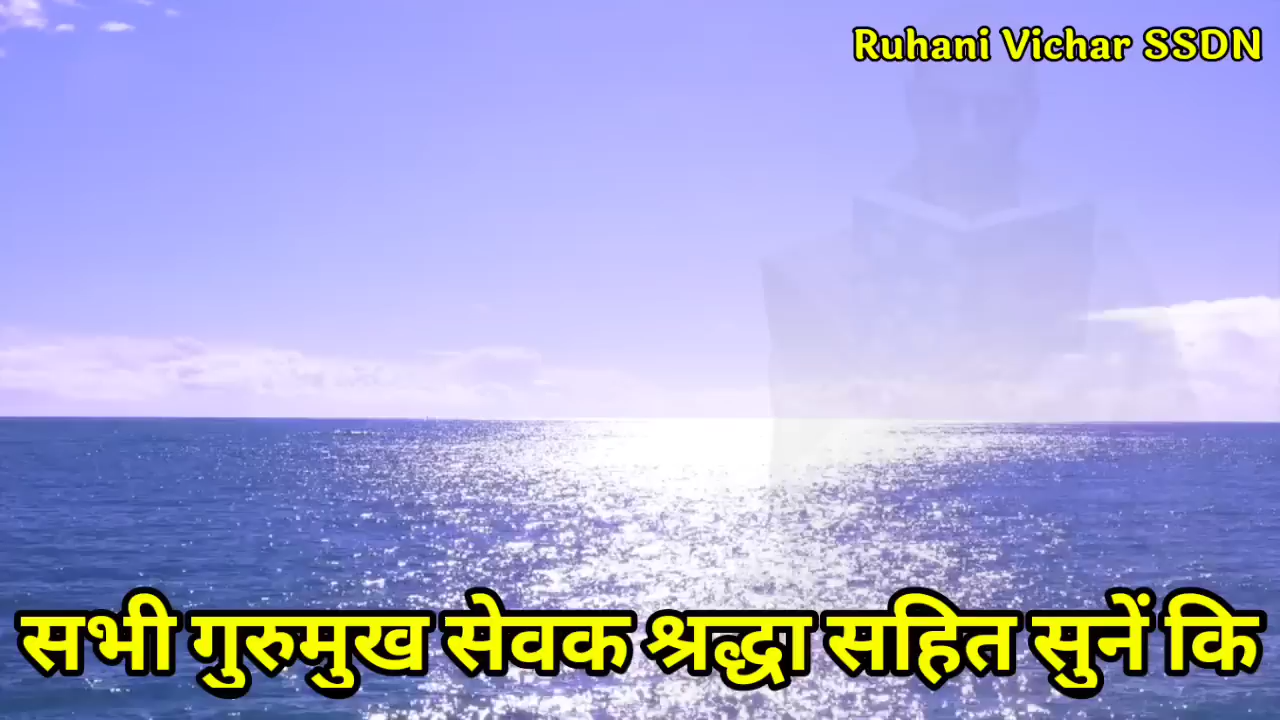 Ruhani Vichar SSDN
सभी गुरुमुख सेवक श्रद्धा सहित सुनें कि